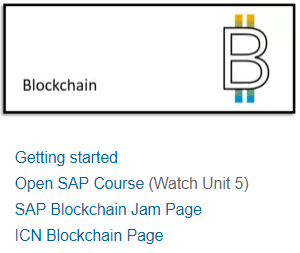 Blockchain
Getting started
Open SAP Course (Watch Unit 5)
SAP Blockchain Jam Page
ICN Blockchain Page